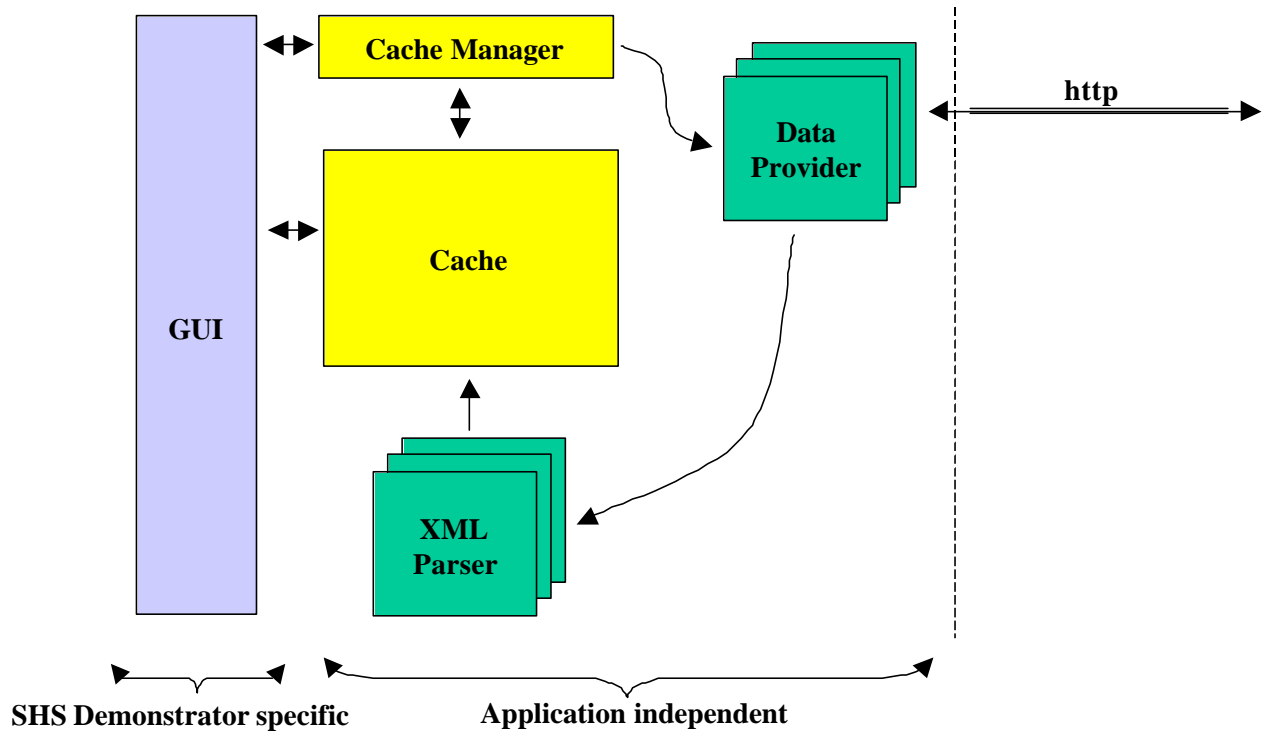 Cache Manager
http
Data
Provider
Cache
GUI
XML
Parser
SHS Demonstrator specific
Application independent